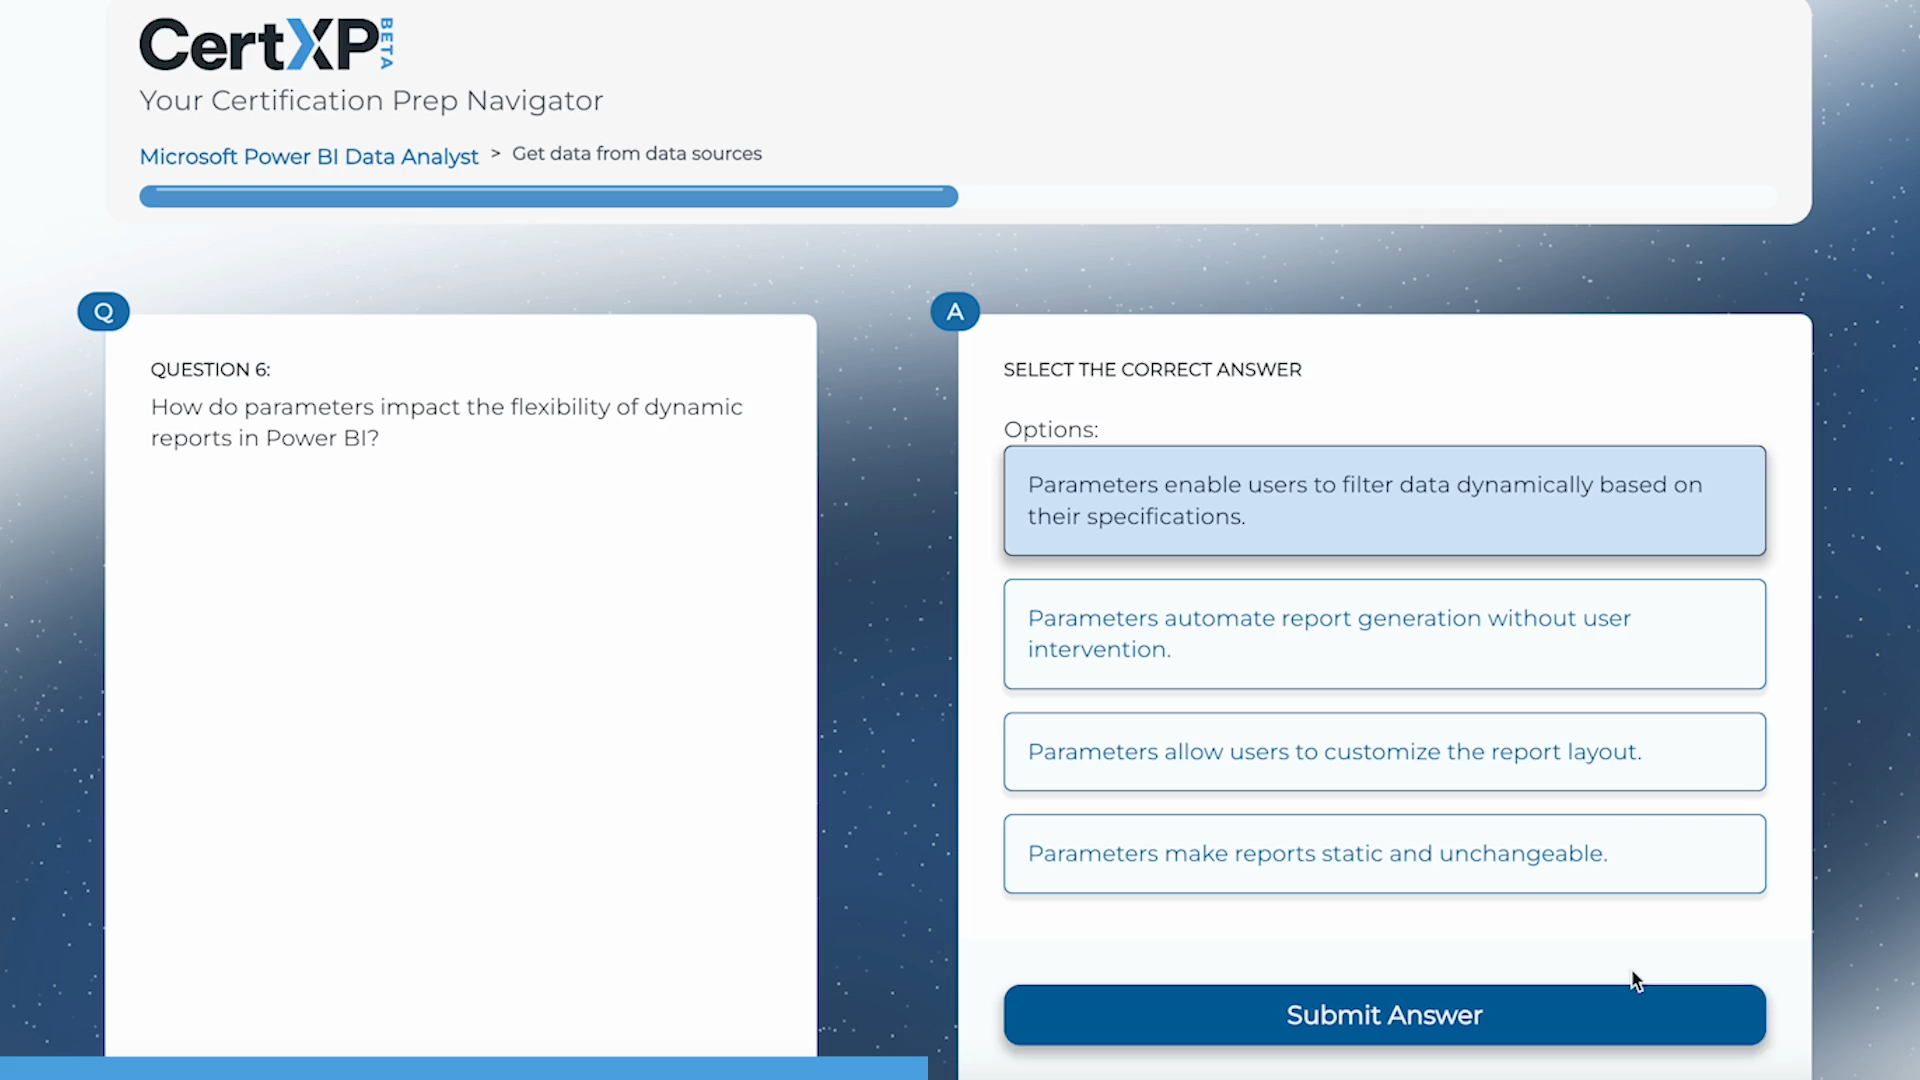 CertXP BETA
Your Certification Prep Navigator
Microsoft Power BI Data Analyst > Get data from data sources
Q
QUESTION 6:
How do parameters impact the flexibility of dynamic
reports in Power BI?
A
SELECT THE CORRECT ANSWER
Options:
Parameters enable users to filter data dynamically based on
their specifications.
Parameters automate report generation without user
intervention.
Parameters allow users to customize the report layout.
Parameters make reports static and unchangeable.
Submit Answer